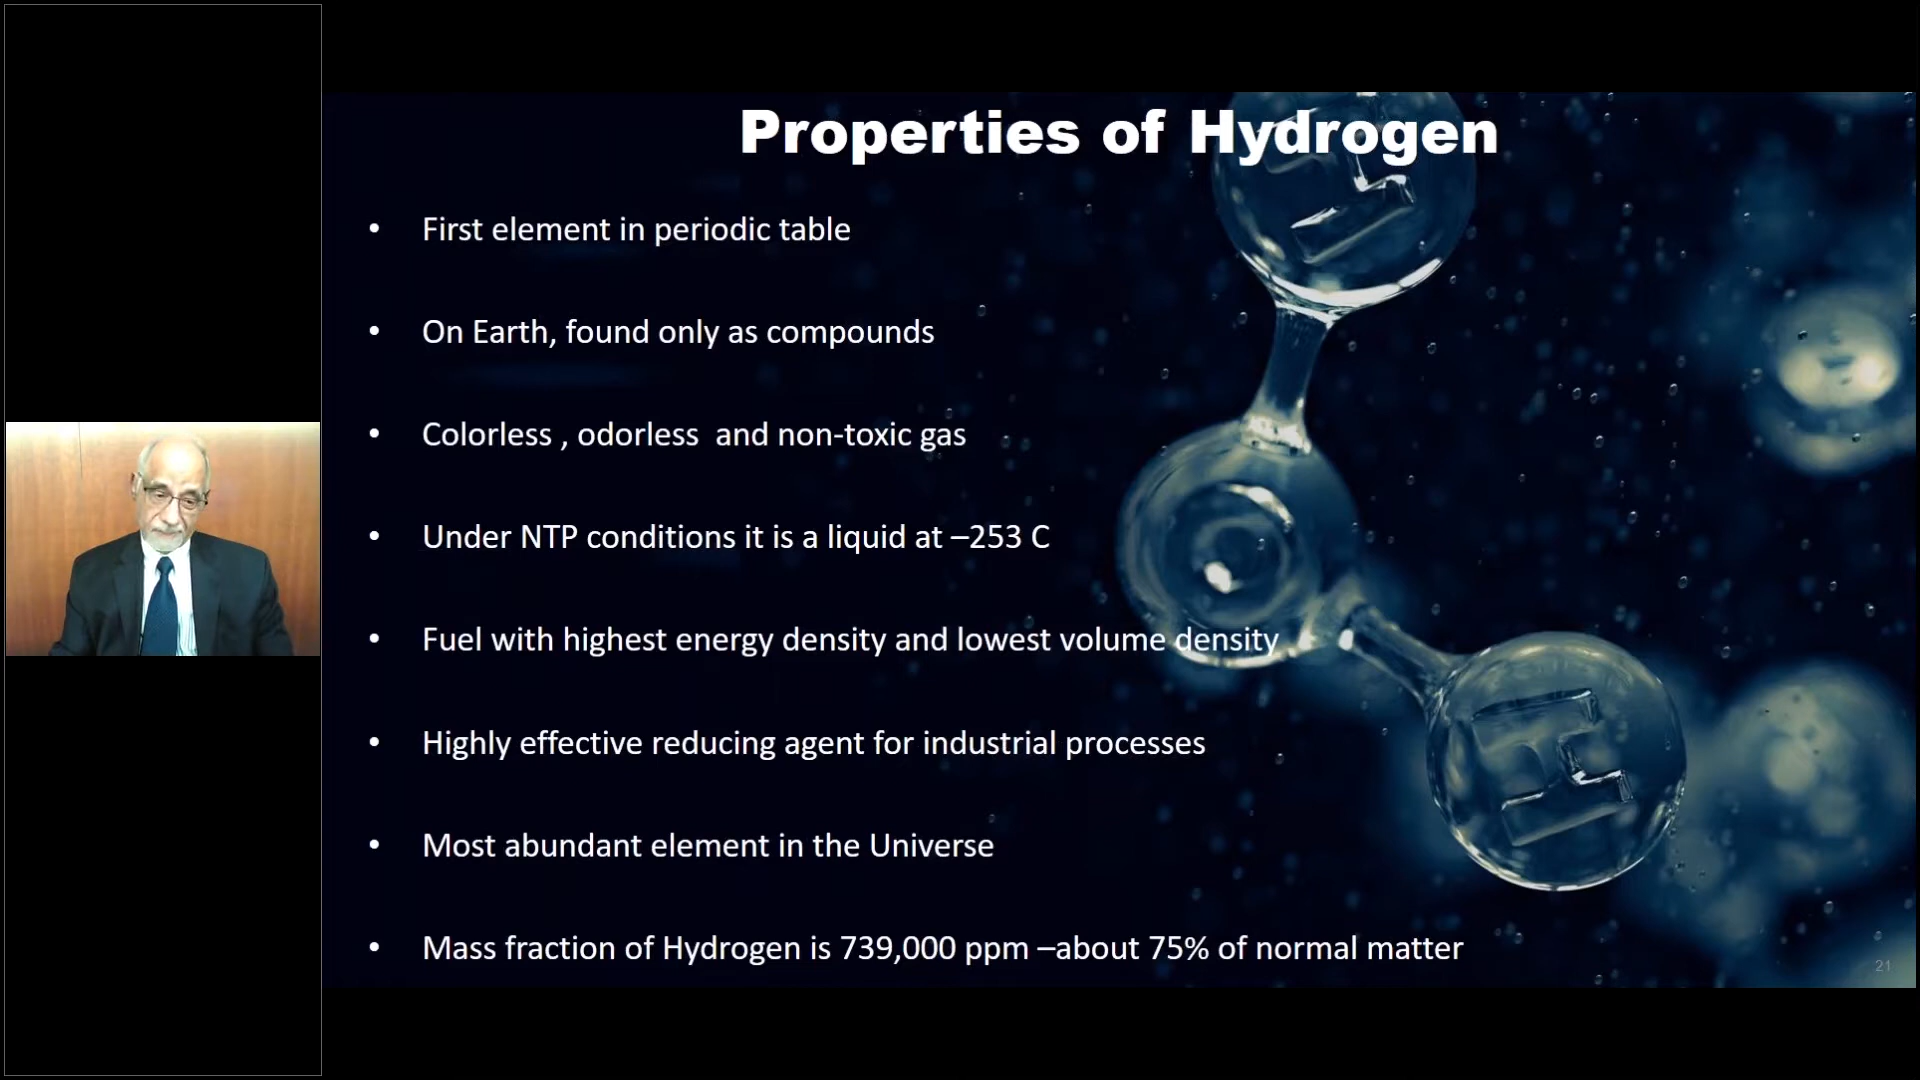 Properties of Hydrogen
• First element in periodic table
• On Earth, found only as compounds
• Colorless , odorless  and non-toxic gas
• Under NTP conditions it is a liquid at –253 C
• Fuel with highest energy density and lowest volume density
• Highly effective reducing agent for industrial processes
• Most abundant element in the Universe
• Mass fraction of Hydrogen is 739,000 ppm –about 75% of normal matter
H
H
21